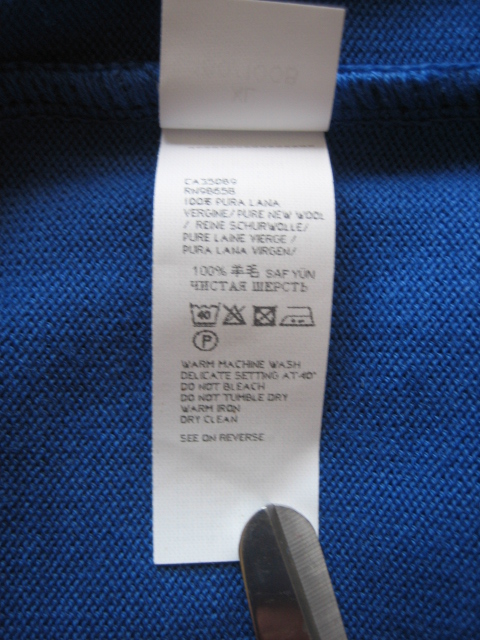 XL
CA35089
RN98658
100% PURA LANA
VERGINE/ PURE NEW WOOL
/ REINE SCHURWOLLE/
PURE LAINE VIERGE /
PURA LANA VIRGEN/
100% 羊毛 SAF YÜN
ЧИСТАЯ ШЕРСТЬ
40
P
WARM MACHINE WASH
DELICATE SETTING AT 40°
DO NOT BLEACH
DO NOT TUMBLE DRY
WARM IRON
DRY CLEAN
SEE ON REVERSE